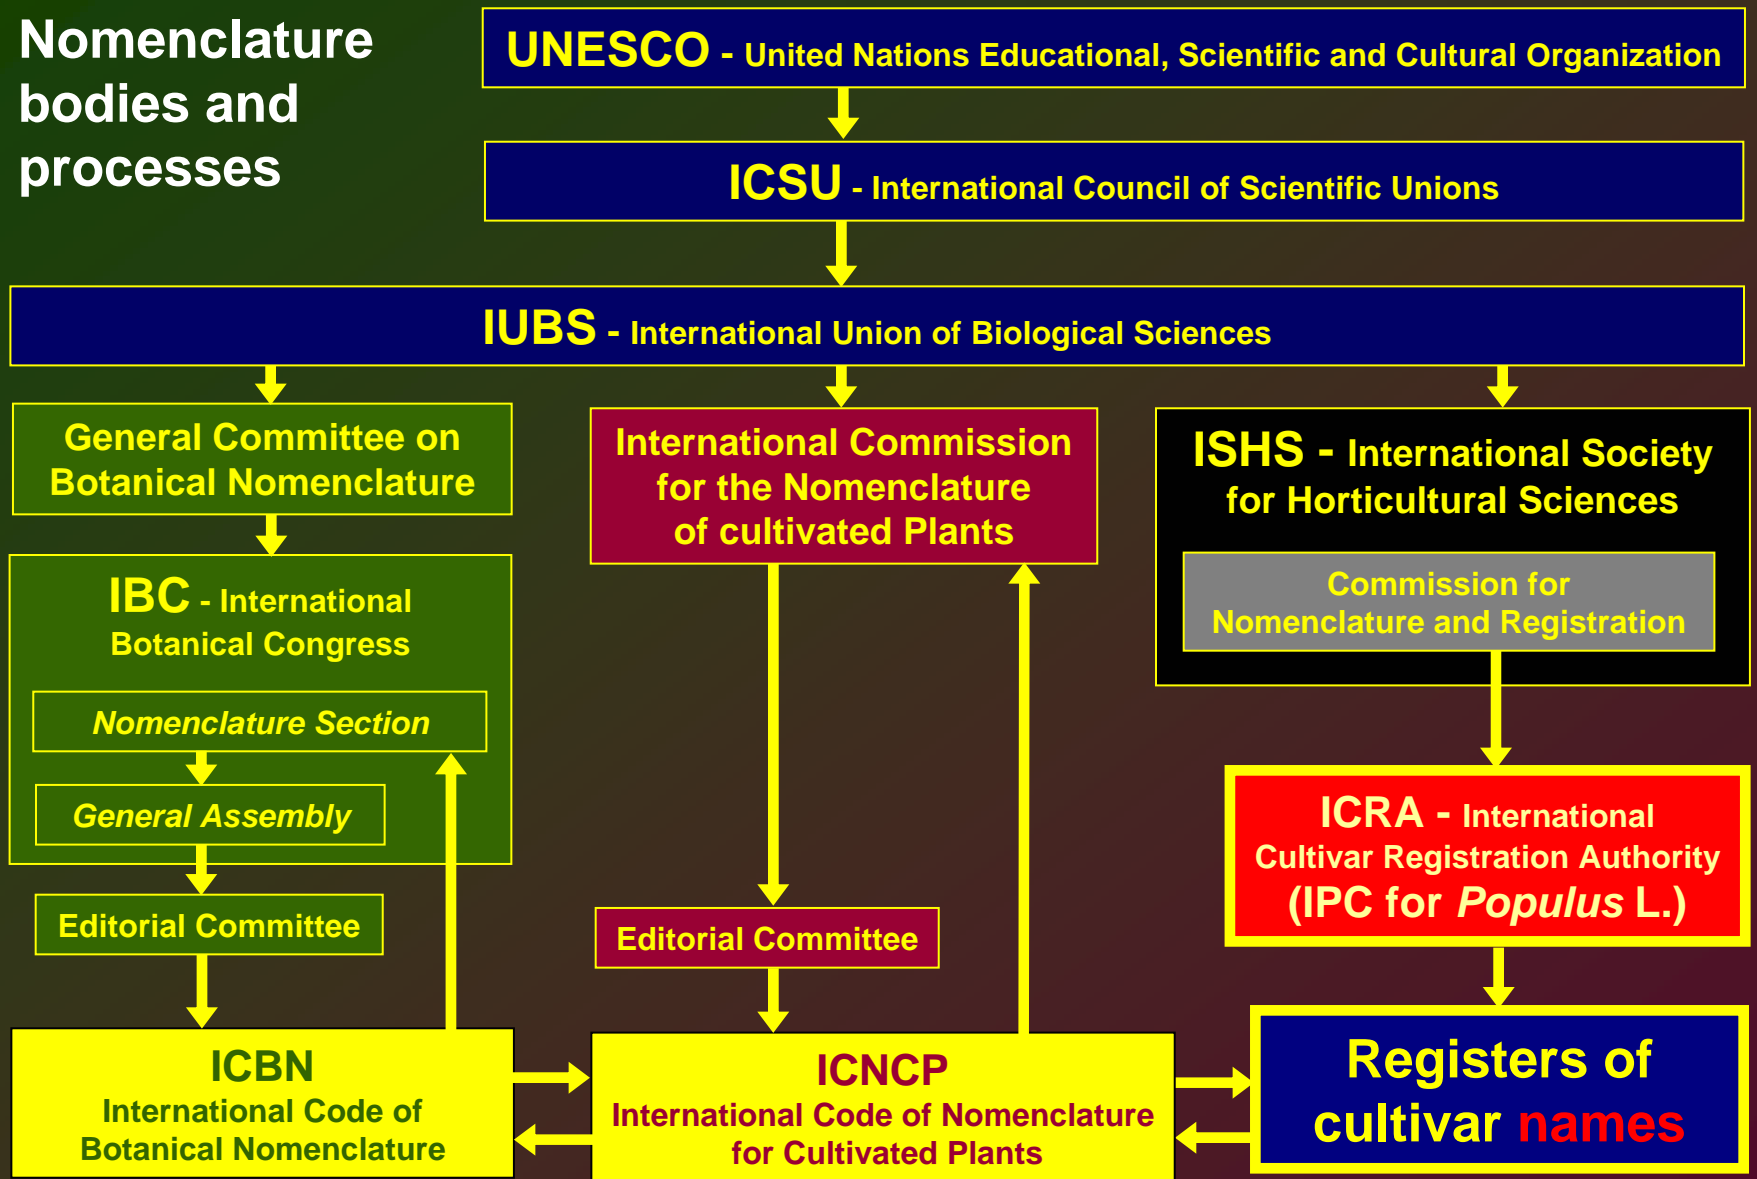 Nomenclature
bodies and
processes
UNESCO - United Nations Educational, Scientific and Cultural Organization
ICSU - International Council of Scientific Unions
IUBS - International Union of Biological Sciences
General Committee on
Botanical Nomenclature
IBC - International
Botanical Congress
Nomenclature Section
General Assembly
Editorial Committee
ICBN
International Code of
Botanical Nomenclature
International Commission
for the Nomenclature
of cultivated Plants
Editorial Committee
ICNCP
International Code of Nomenclature
for Cultivated Plants
ISHS - International Society
for Horticultural Sciences
Commission for
Nomenclature and Registration
ICRA - International
Cultivar Registration Authority
(IPC for Populus L.)
Registers of
cultivar names